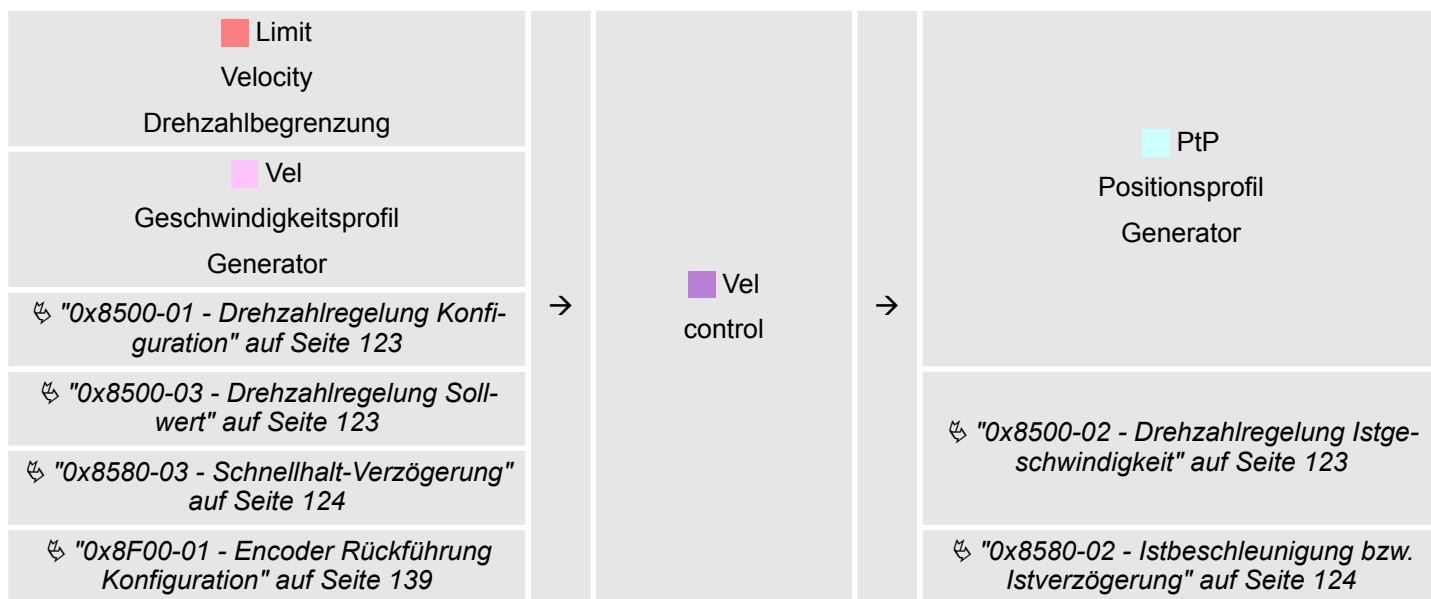 Limit
Velocity
Drehzahlbegrenzung
Vel
Geschwindigkeitsprofil
Generator
"0x8500-01 - Drehzahlregelung Konfi-
guration" auf Seite 123
"0x8500-03 - Drehzahlregelung Soll-
wert" auf Seite 123
"0x8580-03 - Schnellhalt-Verzögerung"
auf Seite 124
"0x8F00-01 - Encoder Rückführung
Konfiguration" auf Seite 139
→
Vel
control
→
PtP
Positionsprofil
Generator
"0x8500-02 - Drehzahlregelung Istge-
schwindigkeit" auf Seite 123
"0x8580-02 - Istbeschleunigung bzw.
Istverzögerung" auf Seite 124